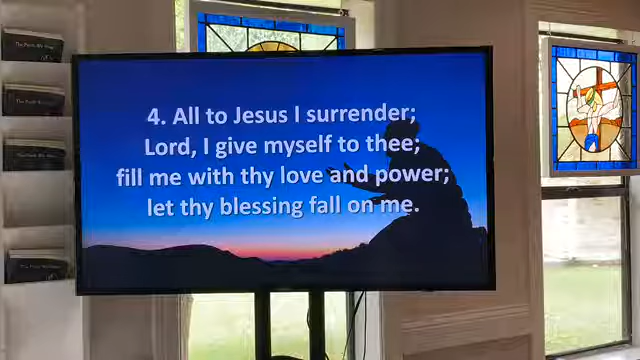 4. All to Jesus I surrender;
Lord, I give myself to thee;
fill me with thy love and power;
let thy blessing fall on me.